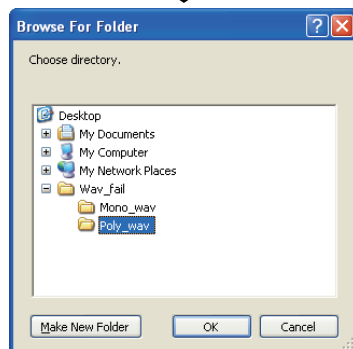 Browse For Folder
Choose directory.
Desktop
My Documents
My Computer
My Network Places
Wav_fail
Mono_wav
Poly_wav
Make New Folder OK Cancel